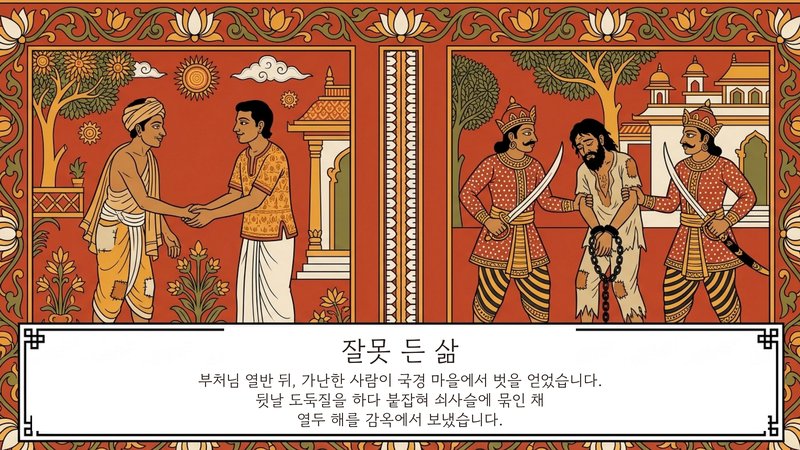 잘못 든 삶
부처님 열반 뒤, 가난한 사람이 국경 마을에서 벗을 얻었습니다.
뒷날 도둑질을 하다 붙잡혀 쇠사슬에 묶인 채
열두 해를 감옥에서 보냈습니다.